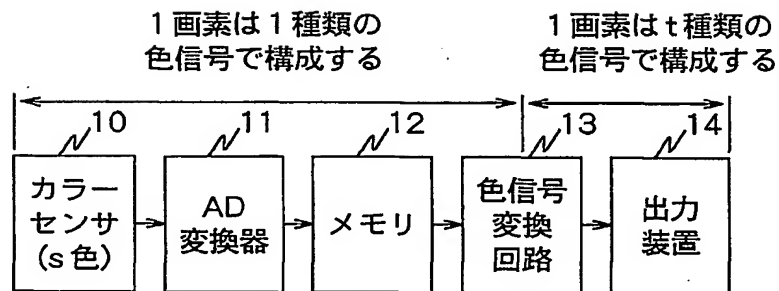 1画素は1種類の
色信号で構成する
1画素はt種類の
色信号で構成する
10
11
12
13
14
カラー
センサ
(s色)
AD
変換器
メモリ
色信号
変換
回路
出力
装置